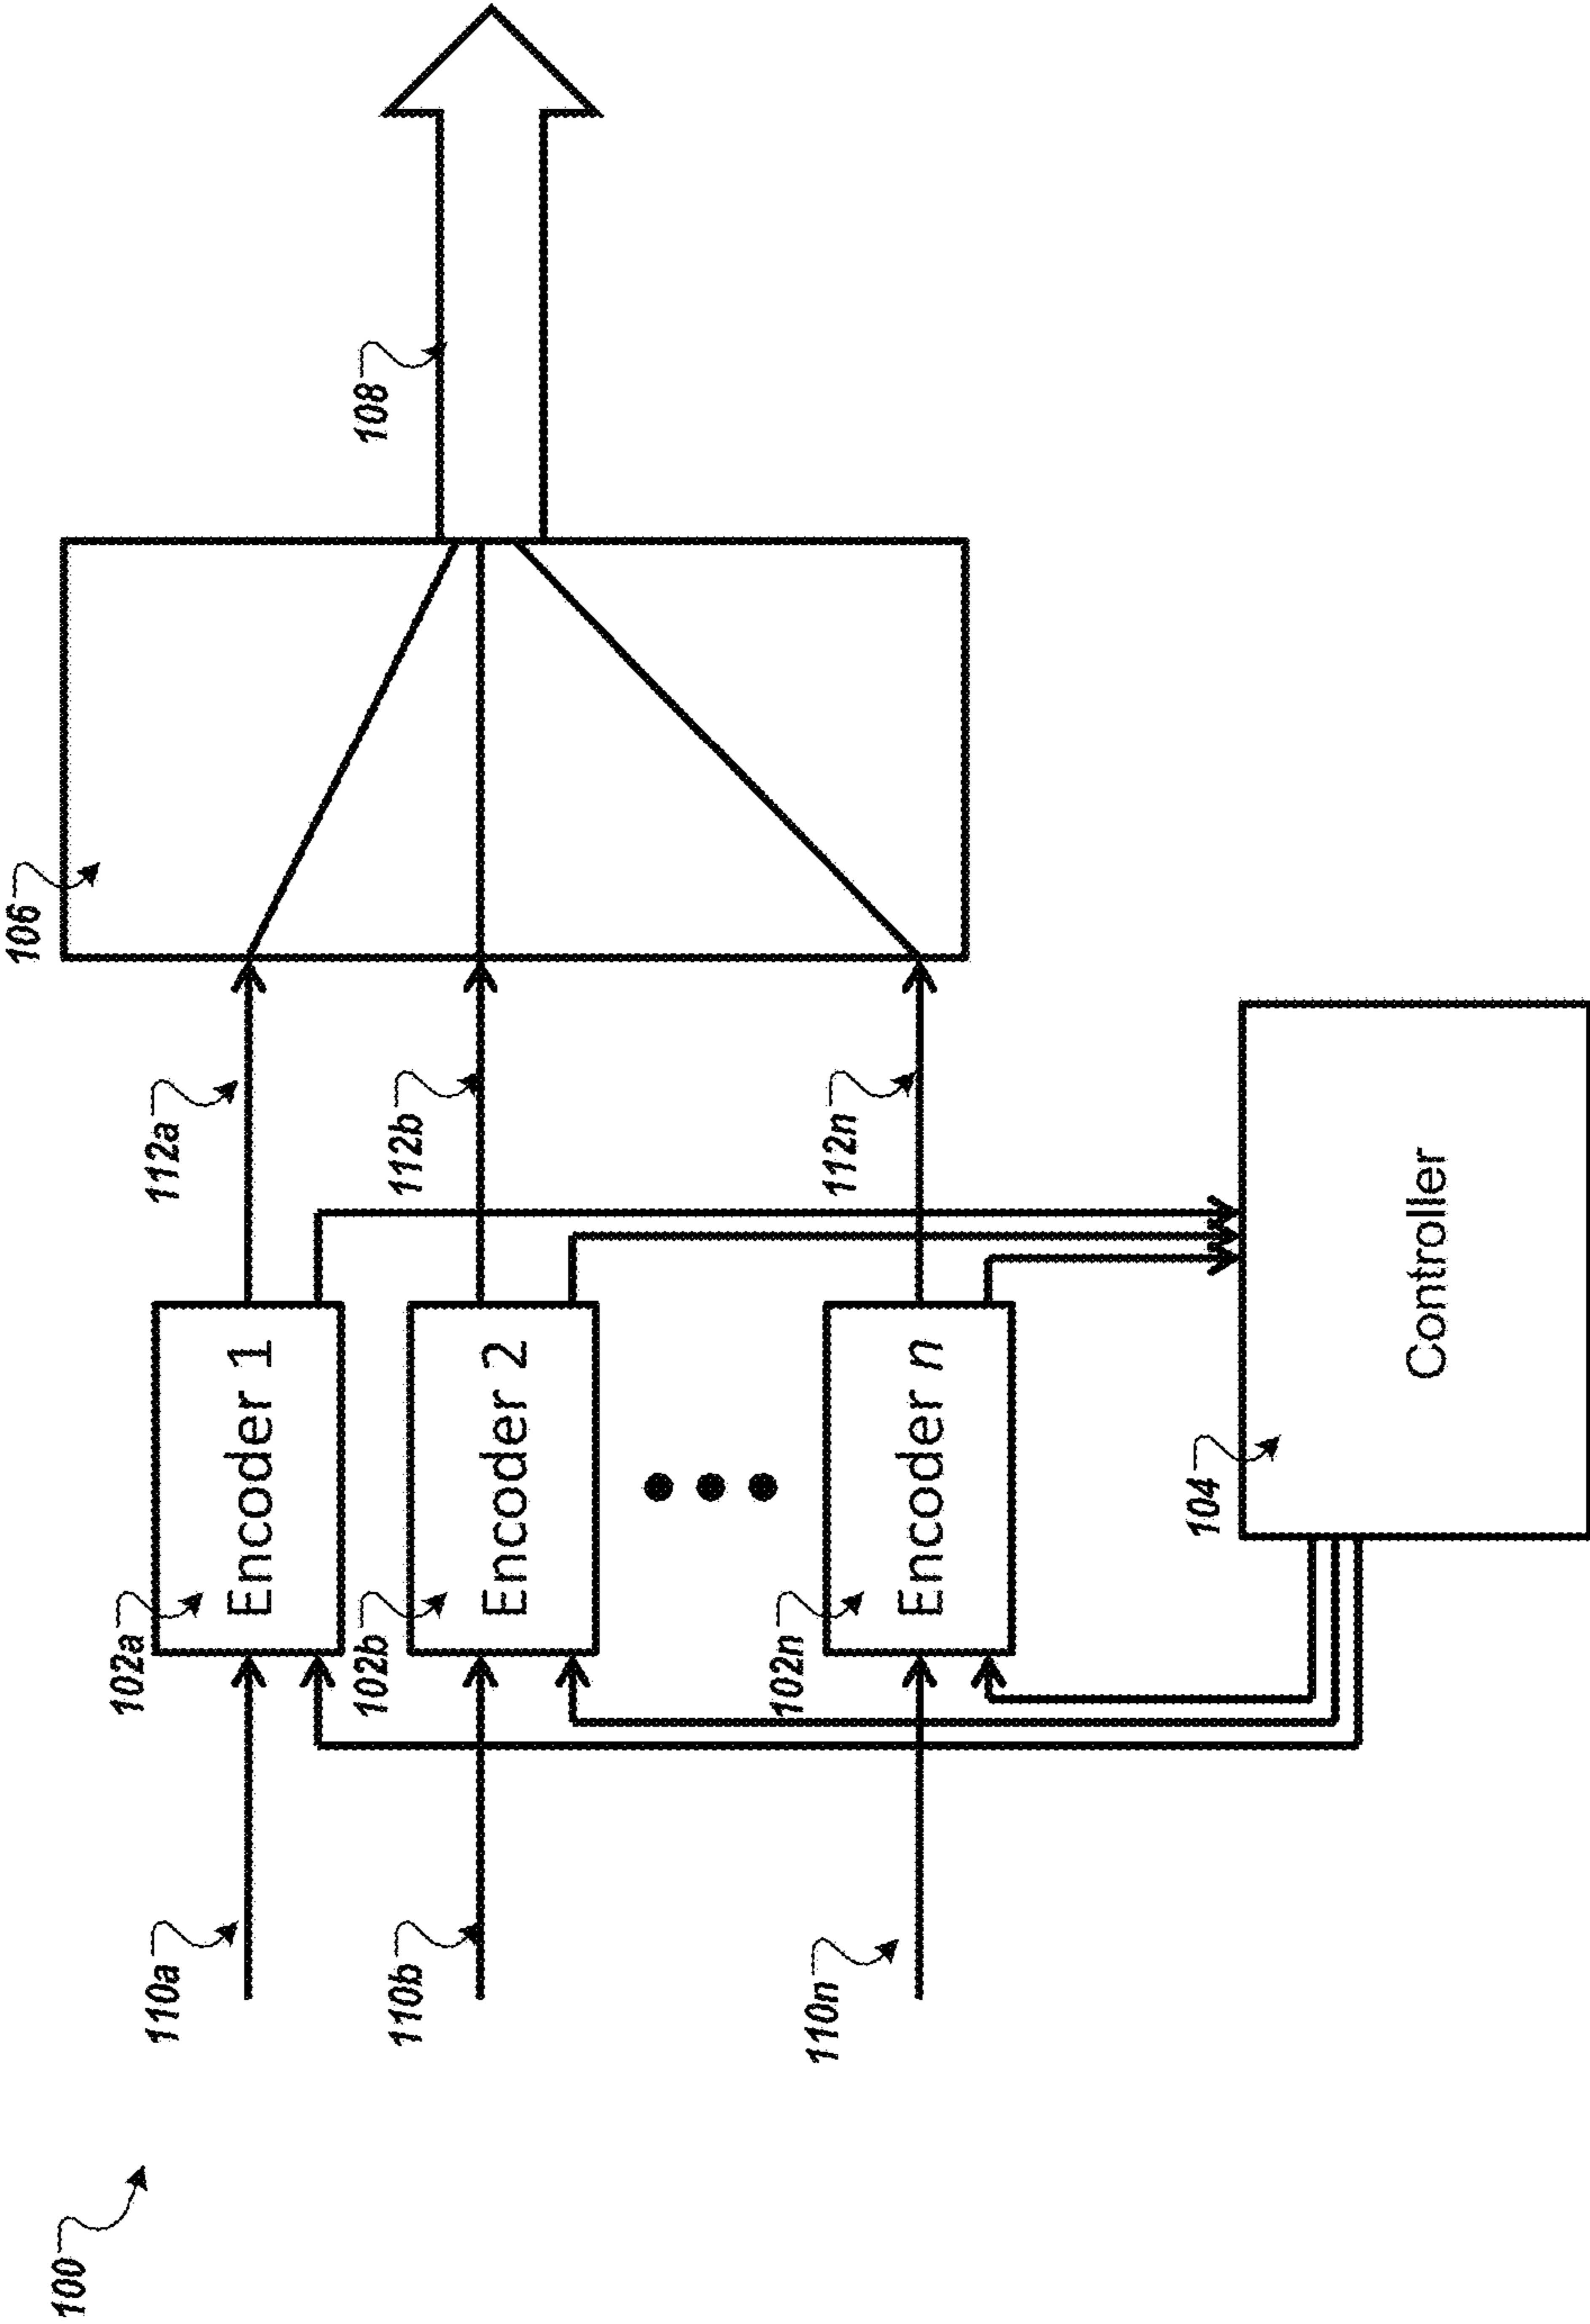 100
110a
110b
110n
102a
Encoder 1
102b
Encoder 2
102n
Encoder n
104
Controller
112a
112b
112n
106
108